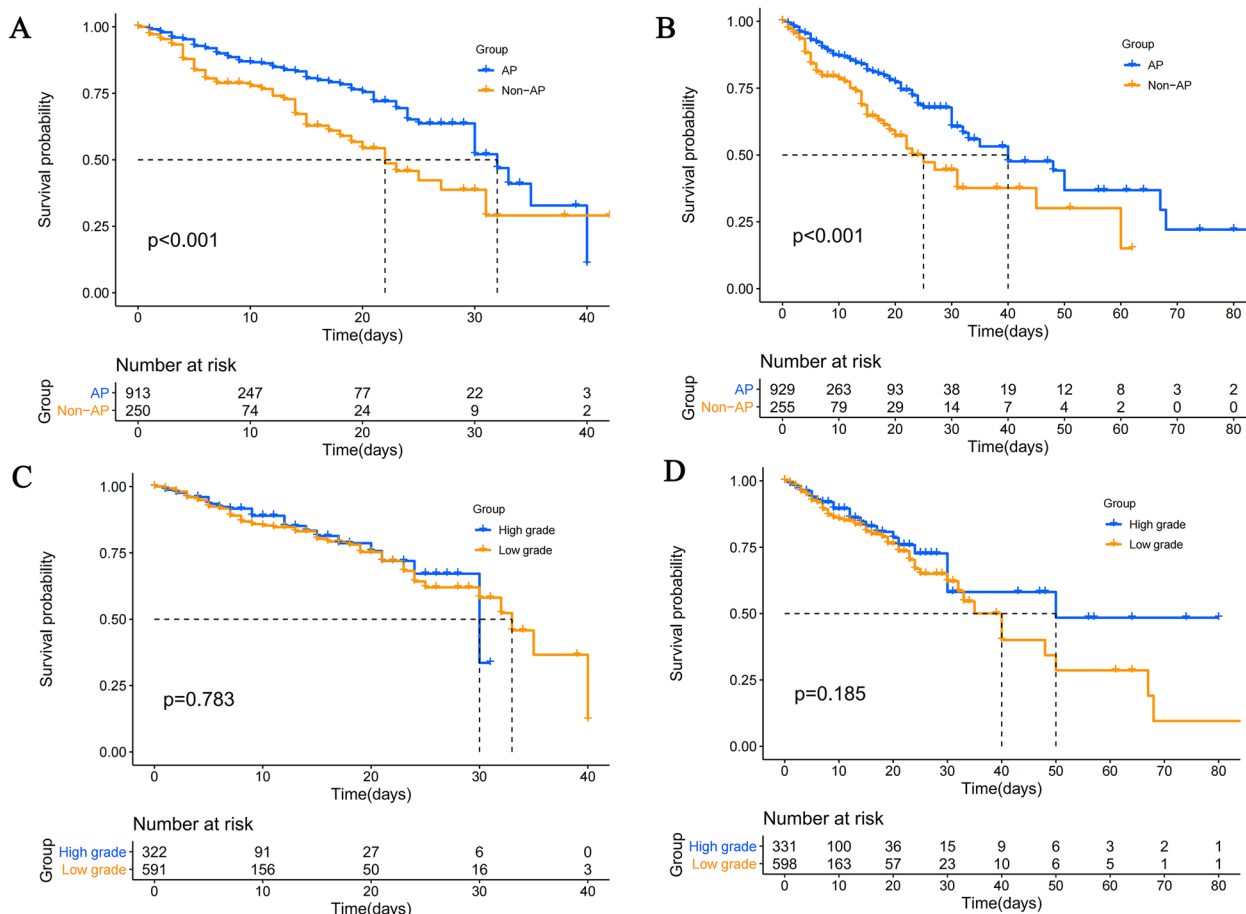 A
Survival probability
1.00
0.75
0.50
0.25
0.00
Group
AP
Non−AP
p<0.001
0 10 20 30 40
Time(days)
Number at risk
Group
AP 913 247 77 22 3
Non−AP 250 74 24 9 2
0 10 20 30 40
Time(days)
B
Survival probability
1.00
0.75
0.50
0.25
0.00
Group
AP
Non−AP
p<0.001
0 10 20 30 40 50 60 70 80
Time(days)
Number at risk
Group
AP 929 263 93 38 19 12 8 3 2
Non−AP 255 79 29 14 7 4 2 0 0
0 10 20 30 40 50 60 70 80
Time(days)
C
Survival probability
1.00
0.75
0.50
0.25
0.00
Group
High grade
Low grade
p=0.783
0 10 20 30 40
Time(days)
Number at risk
Group
High grade 322 91 27 6 0
Low grade 591 156 50 16 3
0 10 20 30 40
Time(days)
D
Survival probability
1.00
0.75
0.50
0.25
0.00
Group
High grade
Low grade
p=0.185
0 10 20 30 40 50 60 70 80
Time(days)
Number at risk
Group
High grade 331 100 36 15 9 6 3 2 1
Low grade 598 163 57 23 10 6 5 1 1
0 10 20 30 40 50 60 70 80
Time(days)